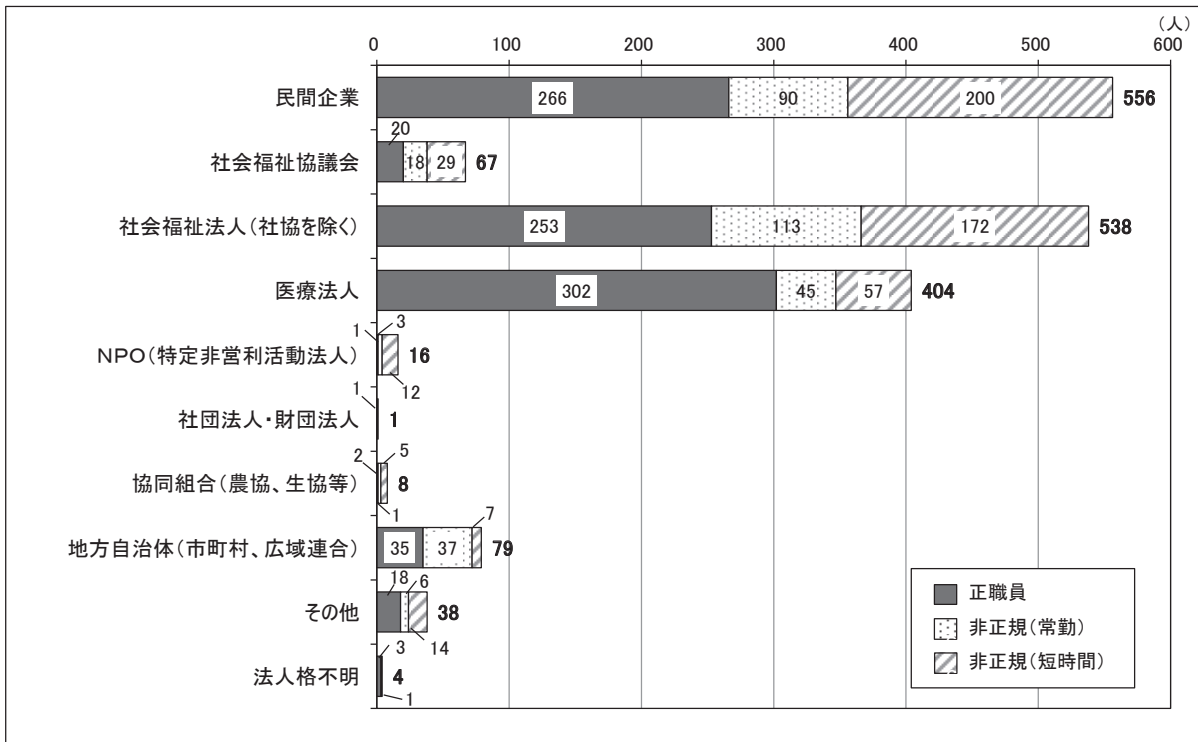 (人)
0 100 200 300 400 500 600
民間企業 266 90 200 556
社会福祉協議会 20 18 29 67
社会福祉法人(社協を除く) 253 113 172 538
医療法人 302 45 57 404
NPO(特定非営利活動法人) 1 3 12 16
社団法人・財団法人 1 1
協同組合(農協、生協等) 2 1 5 8
地方自治体(市町村、広域連合) 35 37 7 79
その他 18 6 14 38
法人格不明 3 1 4
正職員
非正規(常勤)
非正規(短時間)